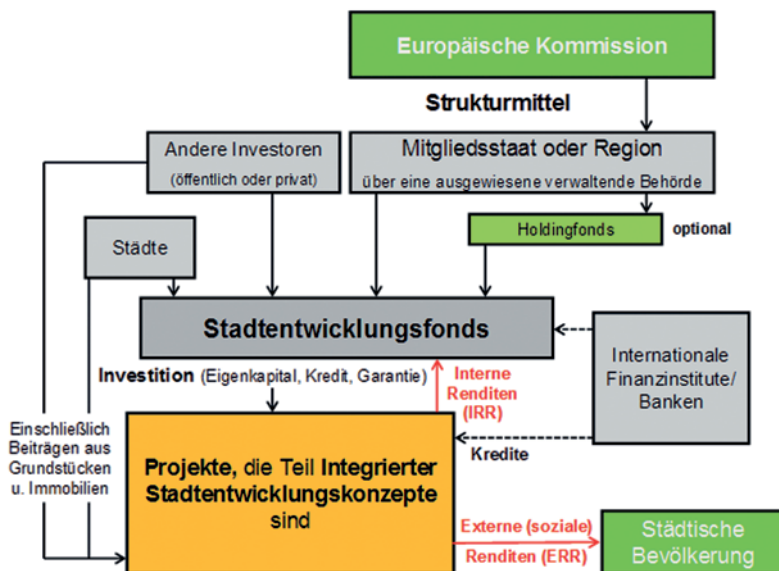 Europäische Kommission
Strukturmittel
Andere Investoren
(öffentlich oder privat)
Mitgliedsstaat oder Region
über eine ausgewiesene verwaltende Behörde
Holdingfonds
optional
Städte
Stadtentwicklungsfonds
Investition (Eigenkapital, Kredit, Garantie)
Interne
Renditen
(IRR)
Internationale
Finanzinstitute/
Banken
Einschließlich
Beiträgen aus
Grundstücken
u. Immobilien
Kredite
Projekte, die Teil Integrierter
Stadtentwicklungskonzepte
sind
Externe (soziale)
Renditen (ERR)
Städtische
Bevölkerung